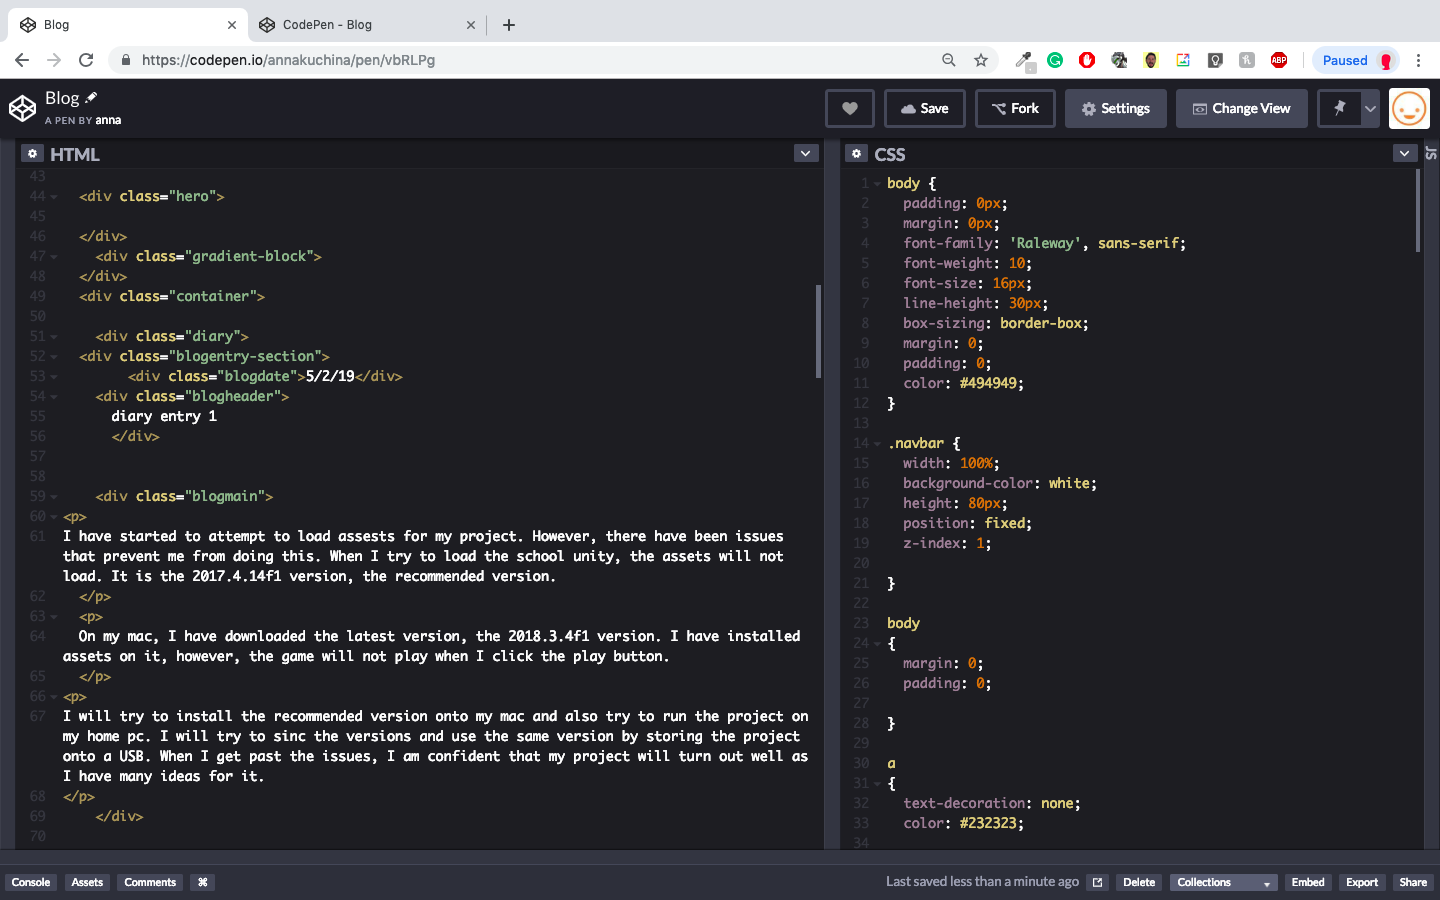 Blog
CodePen - Blog
https://codepen.io/annakuchina/pen/vbRLPg
ABP
Paused
Blog
A PEN BY anna
Save
Fork
Settings
Change View
HTML
43
44 <div class="hero">
45
46 </div>
47 <div class="gradient-block">
48 </div>
49 <div class="container">
50
51 <div class="diary">
52 <div class="blogentry-section">
53 <div class="blogdate">5/2/19</div>
54 <div class="blogheader">
55 diary entry 1
56 </div>
57
58
59 <div class="blogmain">
60 <p>
61 I have started to attempt to load assests for my project. However, there have been issues
that prevent me from doing this. When I try to load the school unity, the assets will not
load. It is the 2017.4.14f1 version, the recommended version.
62 </p>
63 <p>
64 On my mac, I have downloaded the latest version, the 2018.3.4f1 version. I have installed
assets on it, however, the game will not play when I click the play button.
65 </p>
66 <p>
67 I will try to install the recommended version onto my mac and also try to run the project on
my home pc. I will try to sinc the versions and use the same version by storing the project
onto a USB. When I get past the issues, I am confident that my project will turn out well as
I have many ideas for it.
68 </p>
69 </div>
70
CSS
1 body {
2 padding: 0px;
3 margin: 0px;
4 font-family: 'Raleway', sans-serif;
5 font-weight: 10;
6 font-size: 16px;
7 line-height: 30px;
8 box-sizing: border-box;
9 margin: 0;
10 padding: 0;
11 color: #494949;
12 }
13
14 .navbar {
15 width: 100%;
16 background-color: white;
17 height: 80px;
18 position: fixed;
19 z-index: 1;
20
21 }
22
23 body
24 {
25 margin: 0;
26 padding: 0;
27
28 }
29
30 a
31 {
32 text-decoration: none;
33 color: #232323;
34
JS
Console
Assets
Comments
⌘
Last saved less than a minute ago
Delete
Collections
Embed
Export
Share